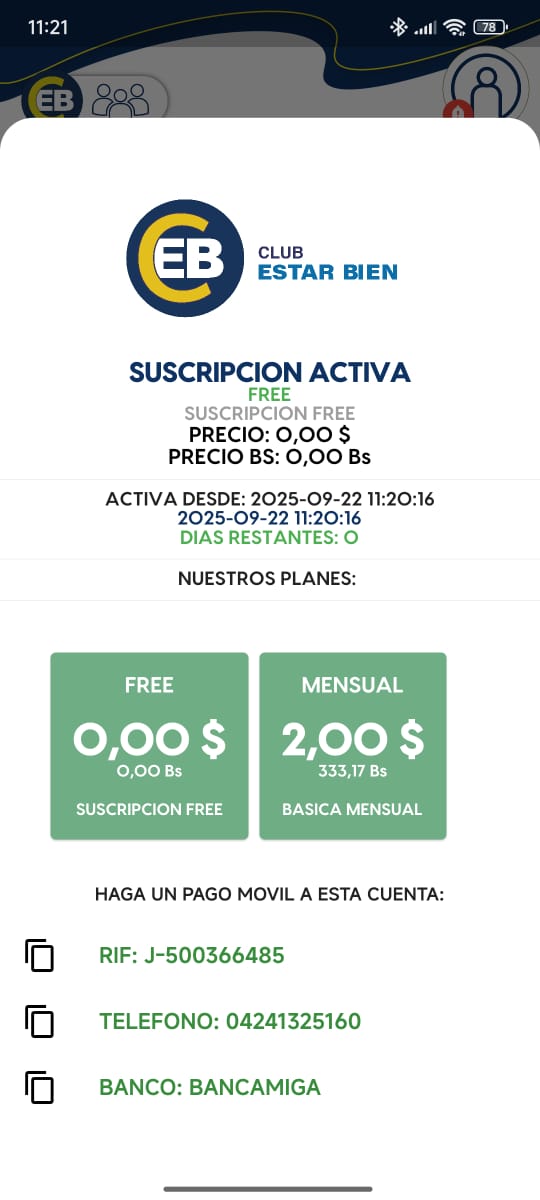 11:21
78
EB
EB
CLUB
ESTAR BIEN
SUSCRIPCION ACTIVA
FREE
SUSCRIPCION FREE
PRECIO: 0,00 $
PRECIO BS: 0,00 Bs
ACTIVA DESDE: 2025-09-22 11:20:16
2025-09-22 11:20:16
DIAS RESTANTES: 0
NUESTROS PLANES:
FREE
0,00 $
0,00 Bs
SUSCRIPCION FREE
MENSUAL
2,00 $
333,17 Bs
BASICA MENSUAL
HAGA UN PAGO MOVIL A ESTA CUENTA:
RIF: J-500366485
TELEFONO: 04241325160
BANCO: BANCAMIGA